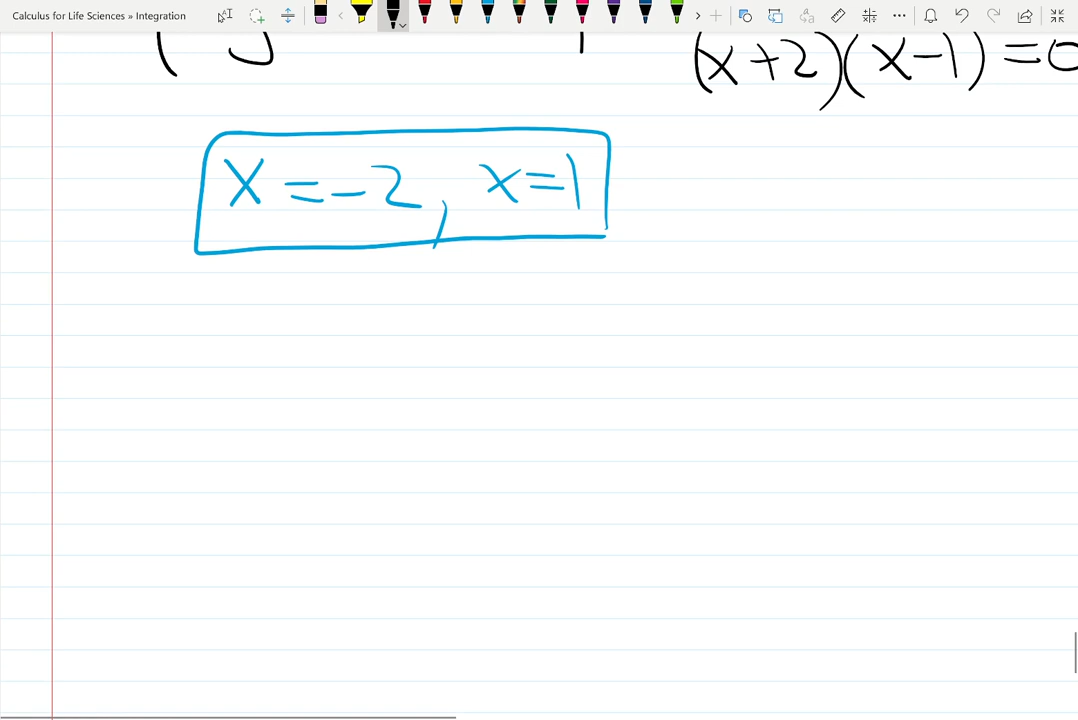 Calculus for Life Sciences » Integration
(x+2)(x-1)=0
x=-2, x=1